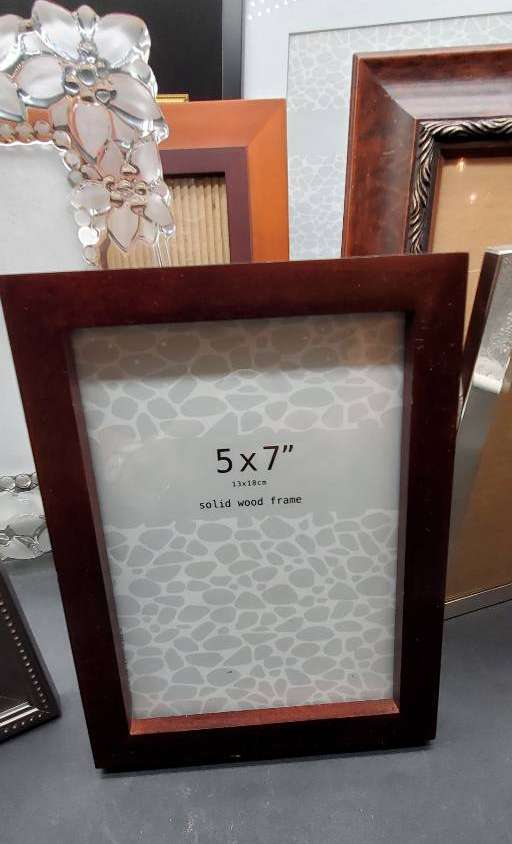 5x7”
13x18cm
solid wood frame